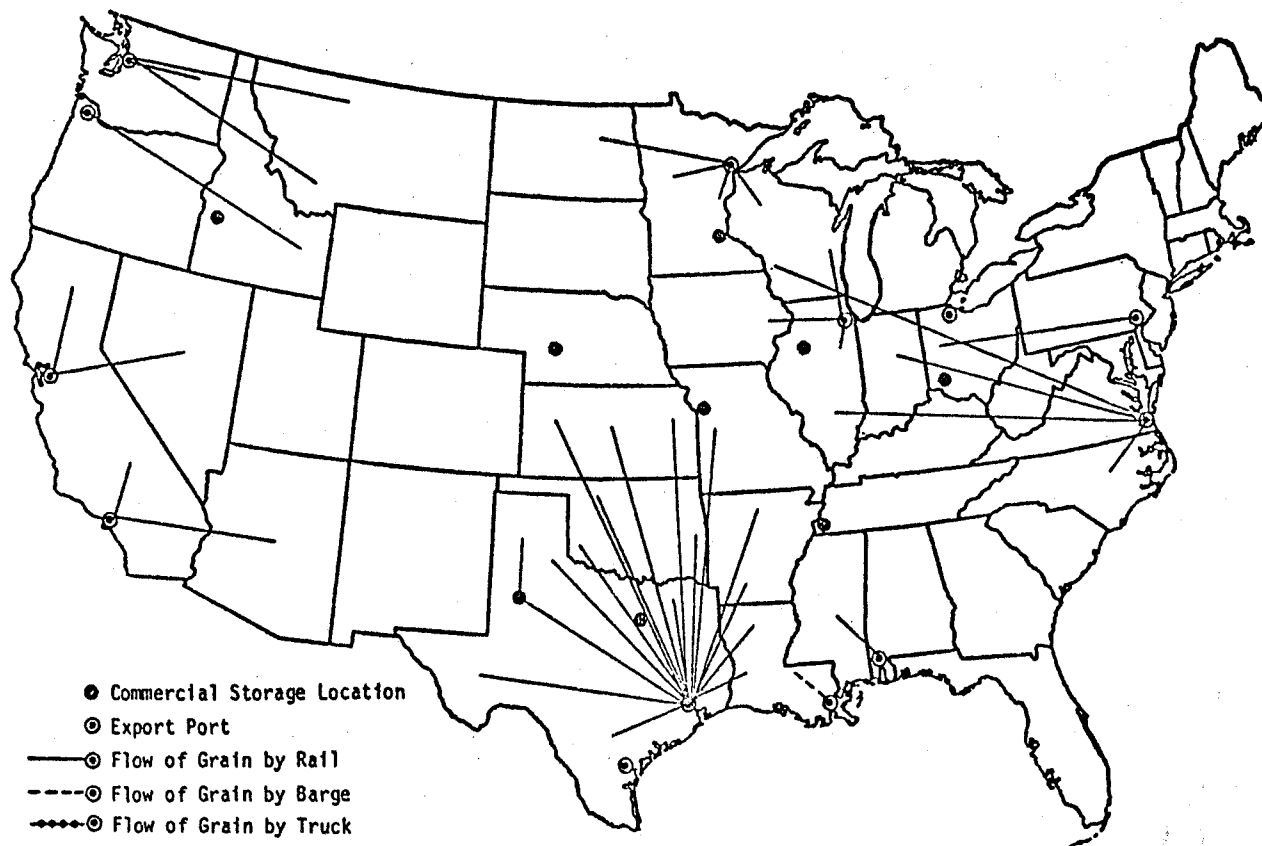 Commercial Storage Location
Export Port
Flow of Grain by Rail
Flow of Grain by Barge
Flow of Grain by Truck